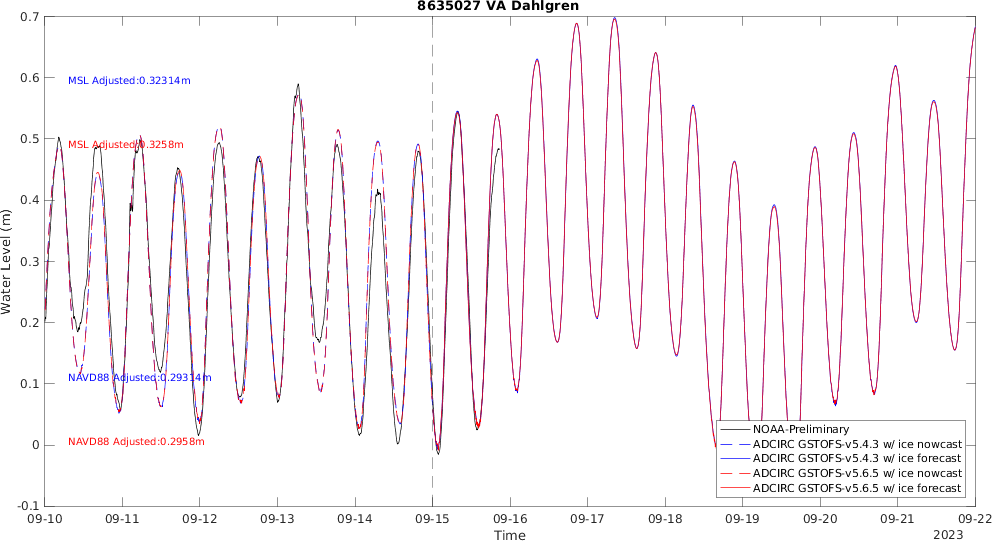 8635027 VA Dahlgren
0.7
0.6
0.5
0.4
0.3
0.2
0.1
0
-0.1
Water Level (m)
MSL Adjusted:0.32314m
MSL Adjusted:0.3258m
NAVD88 Adjusted:0.29314m
NAVD88 Adjusted:0.2958m
NOAA-Preliminary
ADCIRC GSTOFS-v5.4.3 w/ ice nowcast
ADCIRC GSTOFS-v5.4.3 w/ ice forecast
ADCIRC GSTOFS-v5.6.5 w/ ice nowcast
ADCIRC GSTOFS-v5.6.5 w/ ice forecast
09-10 09-11 09-12 09-13 09-14 09-15 09-16 09-17 09-18 09-19 09-20 09-21 09-22
2023
Time